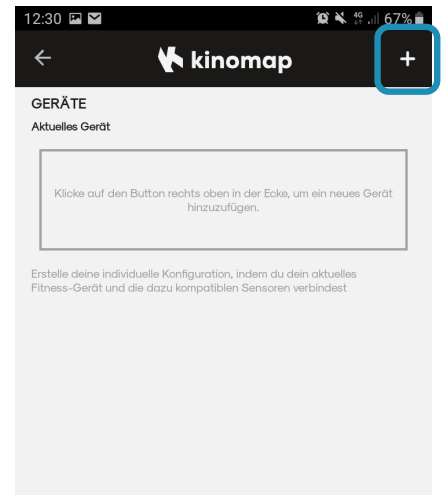 12:30 4G 67%
kinomap +
GERÄTE
Aktuelles Gerät
Klicke auf den Button rechts oben in der Ecke, um ein neues Gerät
hinzuzufügen.
Erstelle deine individuelle Konfiguration, indem du dein aktuelles
Fitness-Gerät und die dazu kompatiblen Sensoren verbindest